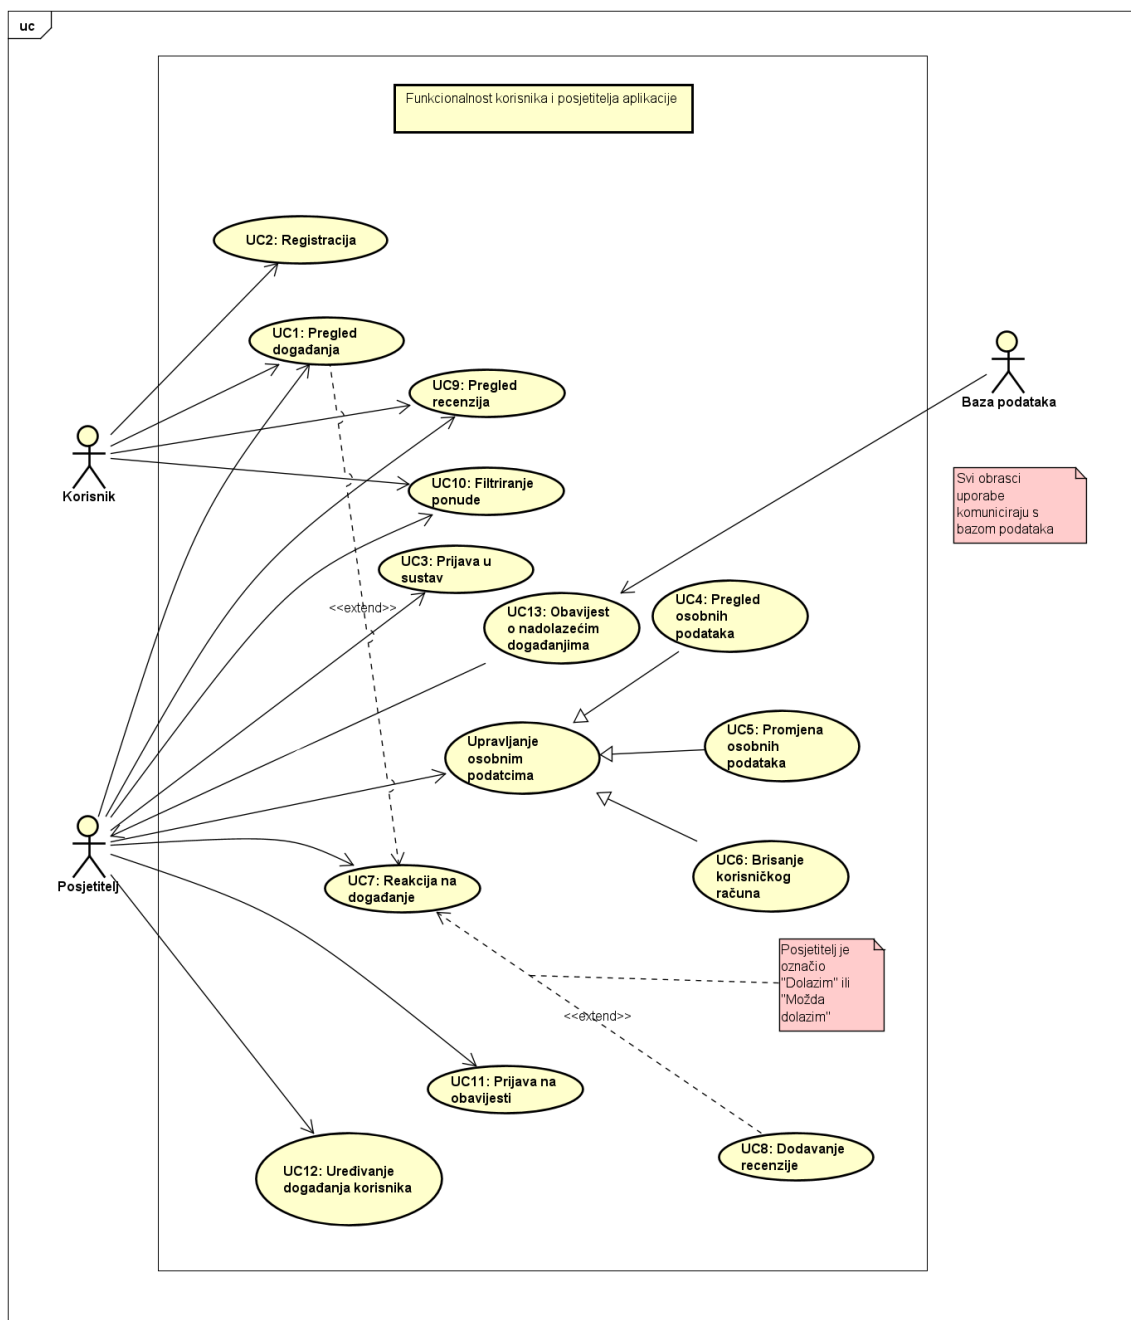 uc
Funkcionalnost korisnika i posjetitelja aplikacije
UC2: Registracija
UC1: Pregled
događanja
UC9: Pregled
recenzija
Baza podataka
Korisnik
UC10: Filtriranje
ponude
Svi obrasci
uporabe
komuniciraju s
bazom podataka
UC3: Prijava u
sustav
<<extend>>
UC13: Obavijest
o nadolazećim
događanjima
UC4: Pregled
osobnih
podataka
Upravljanje
osobnim
podatcima
UC5: Promjena
osobnih
podataka
Posjetitelj
UC7: Reakcija na
događanje
UC6: Brisanje
korisničkog
računa
Posjetitelj je
označio
"Dolazim" ili
"Možda
dolazim"
<<extend>>
UC11: Prijava na
obavijesti
UC8: Dodavanje
recenzije
UC12: Uređivanje
događanja korisnika